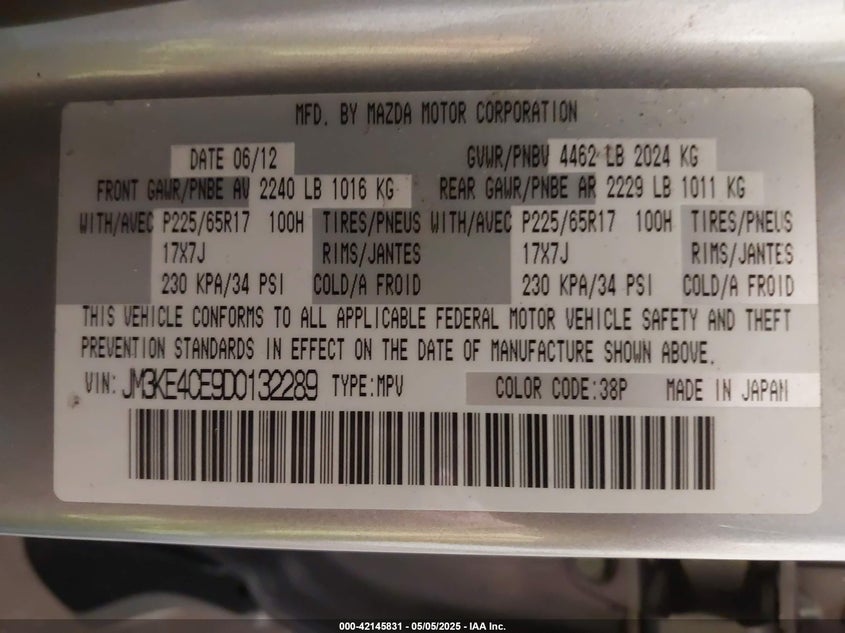 MFD. BY MAZDA MOTOR CORPORATION
DATE 06/12 GVWR/PNBV 4462 LB 2024 KG
FRONT GAWR/PNBE AV 2240 LB 1016 KG REAR GAWR/PNBE AR 2229 LB 1011 KG
WITH/AVEC P225/65R17 100H TIRES/PNEUS WITH/AVEC P225/65R17 100H TIRES/PNEUS
17X7J RIMS/JANTES 17X7J RIMS/JANTES
230 KPA/34 PSI COLD/A FROID 230 KPA/34 PSI COLD/A FROID
THIS VEHICLE CONFORMS TO ALL APPLICABLE FEDERAL MOTOR VEHICLE SAFETY AND THEFT
PREVENTION STANDARDS IN EFFECT ON THE DATE OF MANUFACTURE SHOWN ABOVE.
VIN: JM3KE4CE9D0132289 TYPE:MPV COLOR CODE:38P MADE IN JAPAN
000-42145831 - 05/05/2025 - IAA Inc.